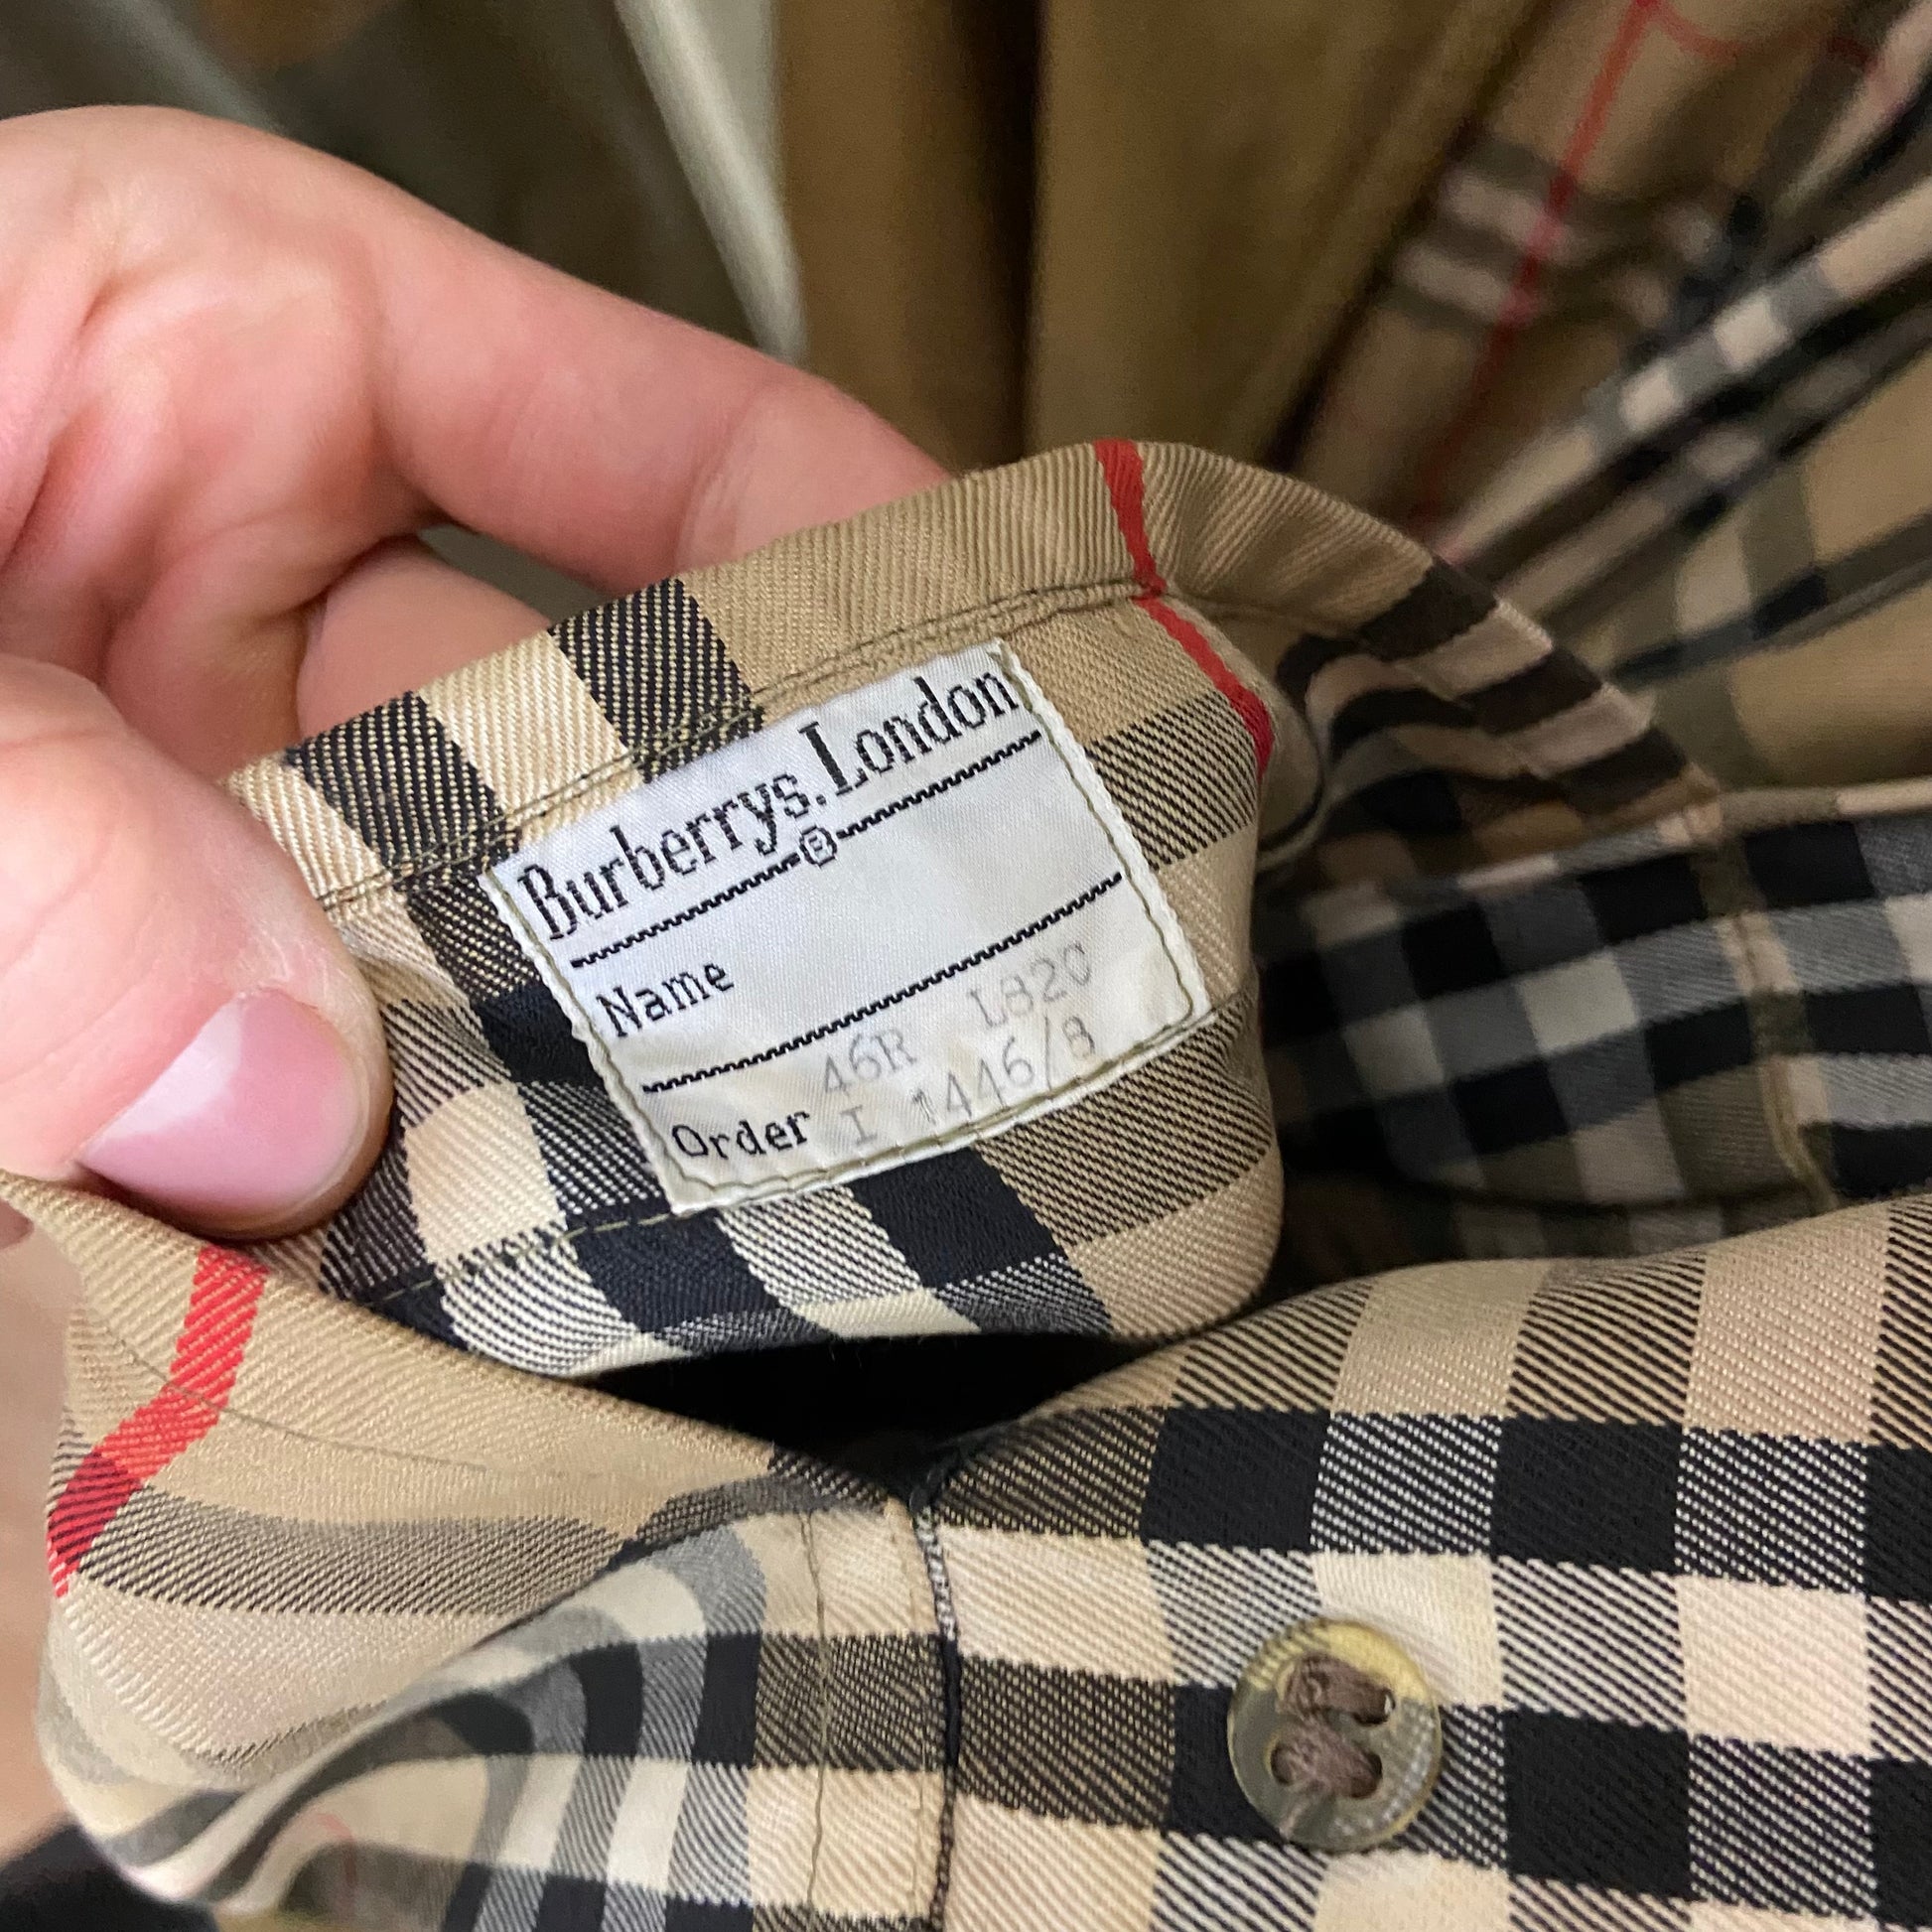 Burberrys. London
B
Name
46R L820
Order I 1446/8